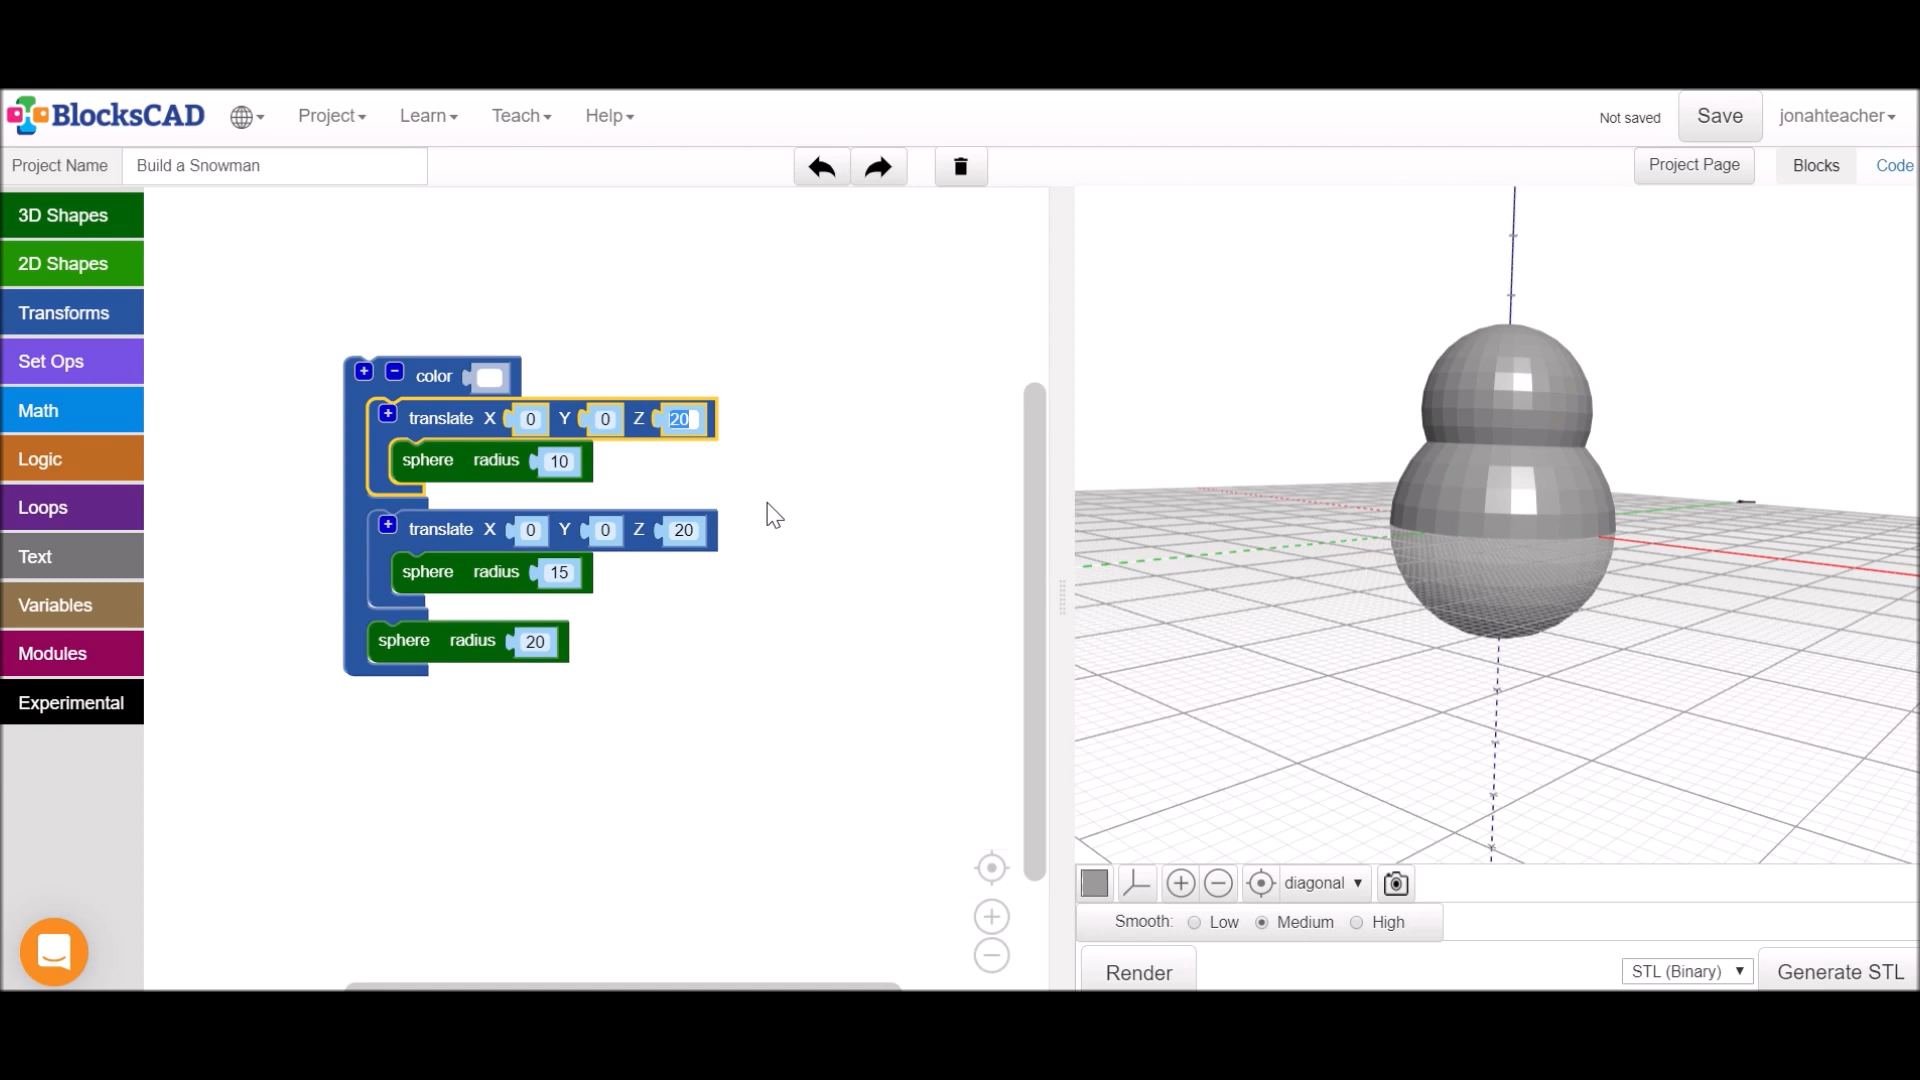 BlocksCAD Project Learn Teach Help Not saved Save jonahteacher
Project Name Build a Snowman Project Page Blocks Code
3D Shapes
2D Shapes
Transforms
Set Ops
Math
Logic
Loops
Text
Variables
Modules
Experimental
+ − color
+ translate X 0 Y 0 Z 20
sphere radius 10
+ translate X 0 Y 0 Z 20
sphere radius 15
sphere radius 20
diagonal
Smooth: Low Medium High
Render STL (Binary) Generate STL